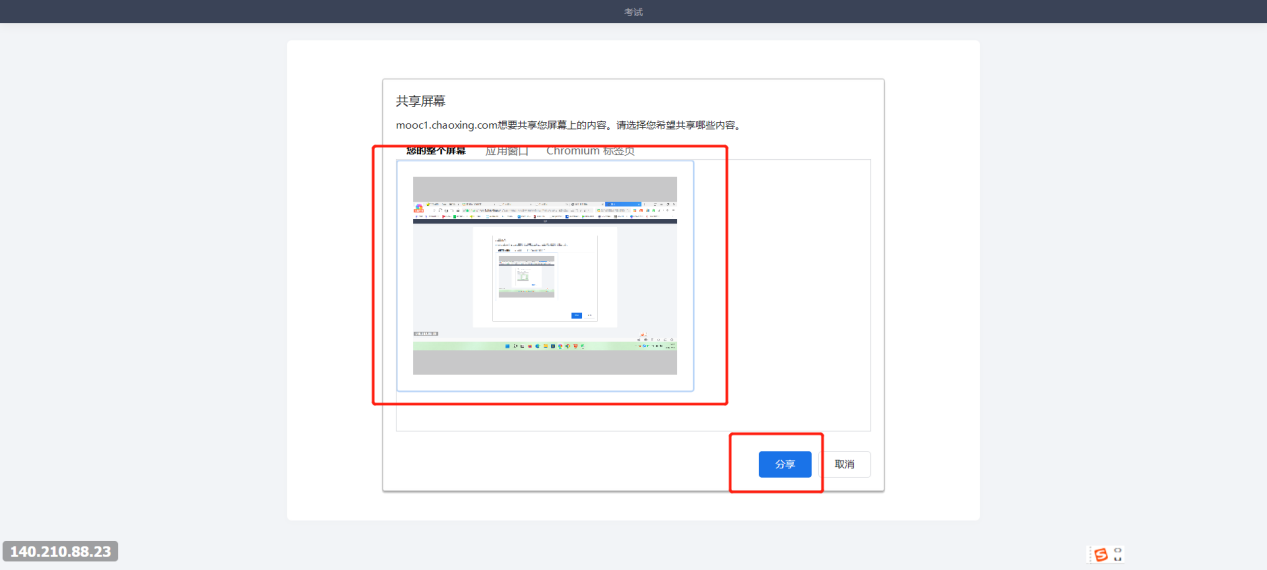 考试
共享屏幕
mooc1.chaoxing.com想要共享您屏幕上的内容。请选择您希望共享哪些内容。
您的整个屏幕 应用窗口 Chromium 标签页
分享 取消
140.210.88.23